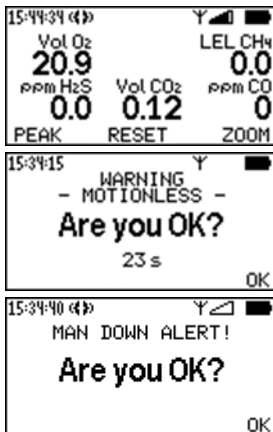 15:44:34
Vol O₂ LEL CH₄
20.9 0.0
ppm H₂S Vol CO₂ ppm CO
0.0 0.12 0
PEAK RESET ZOOM
15:34:15
WARNING
- MOTIONLESS -
Are you OK?
23 s
OK
15:34:40
MAN DOWN ALERT!
Are you OK?
OK